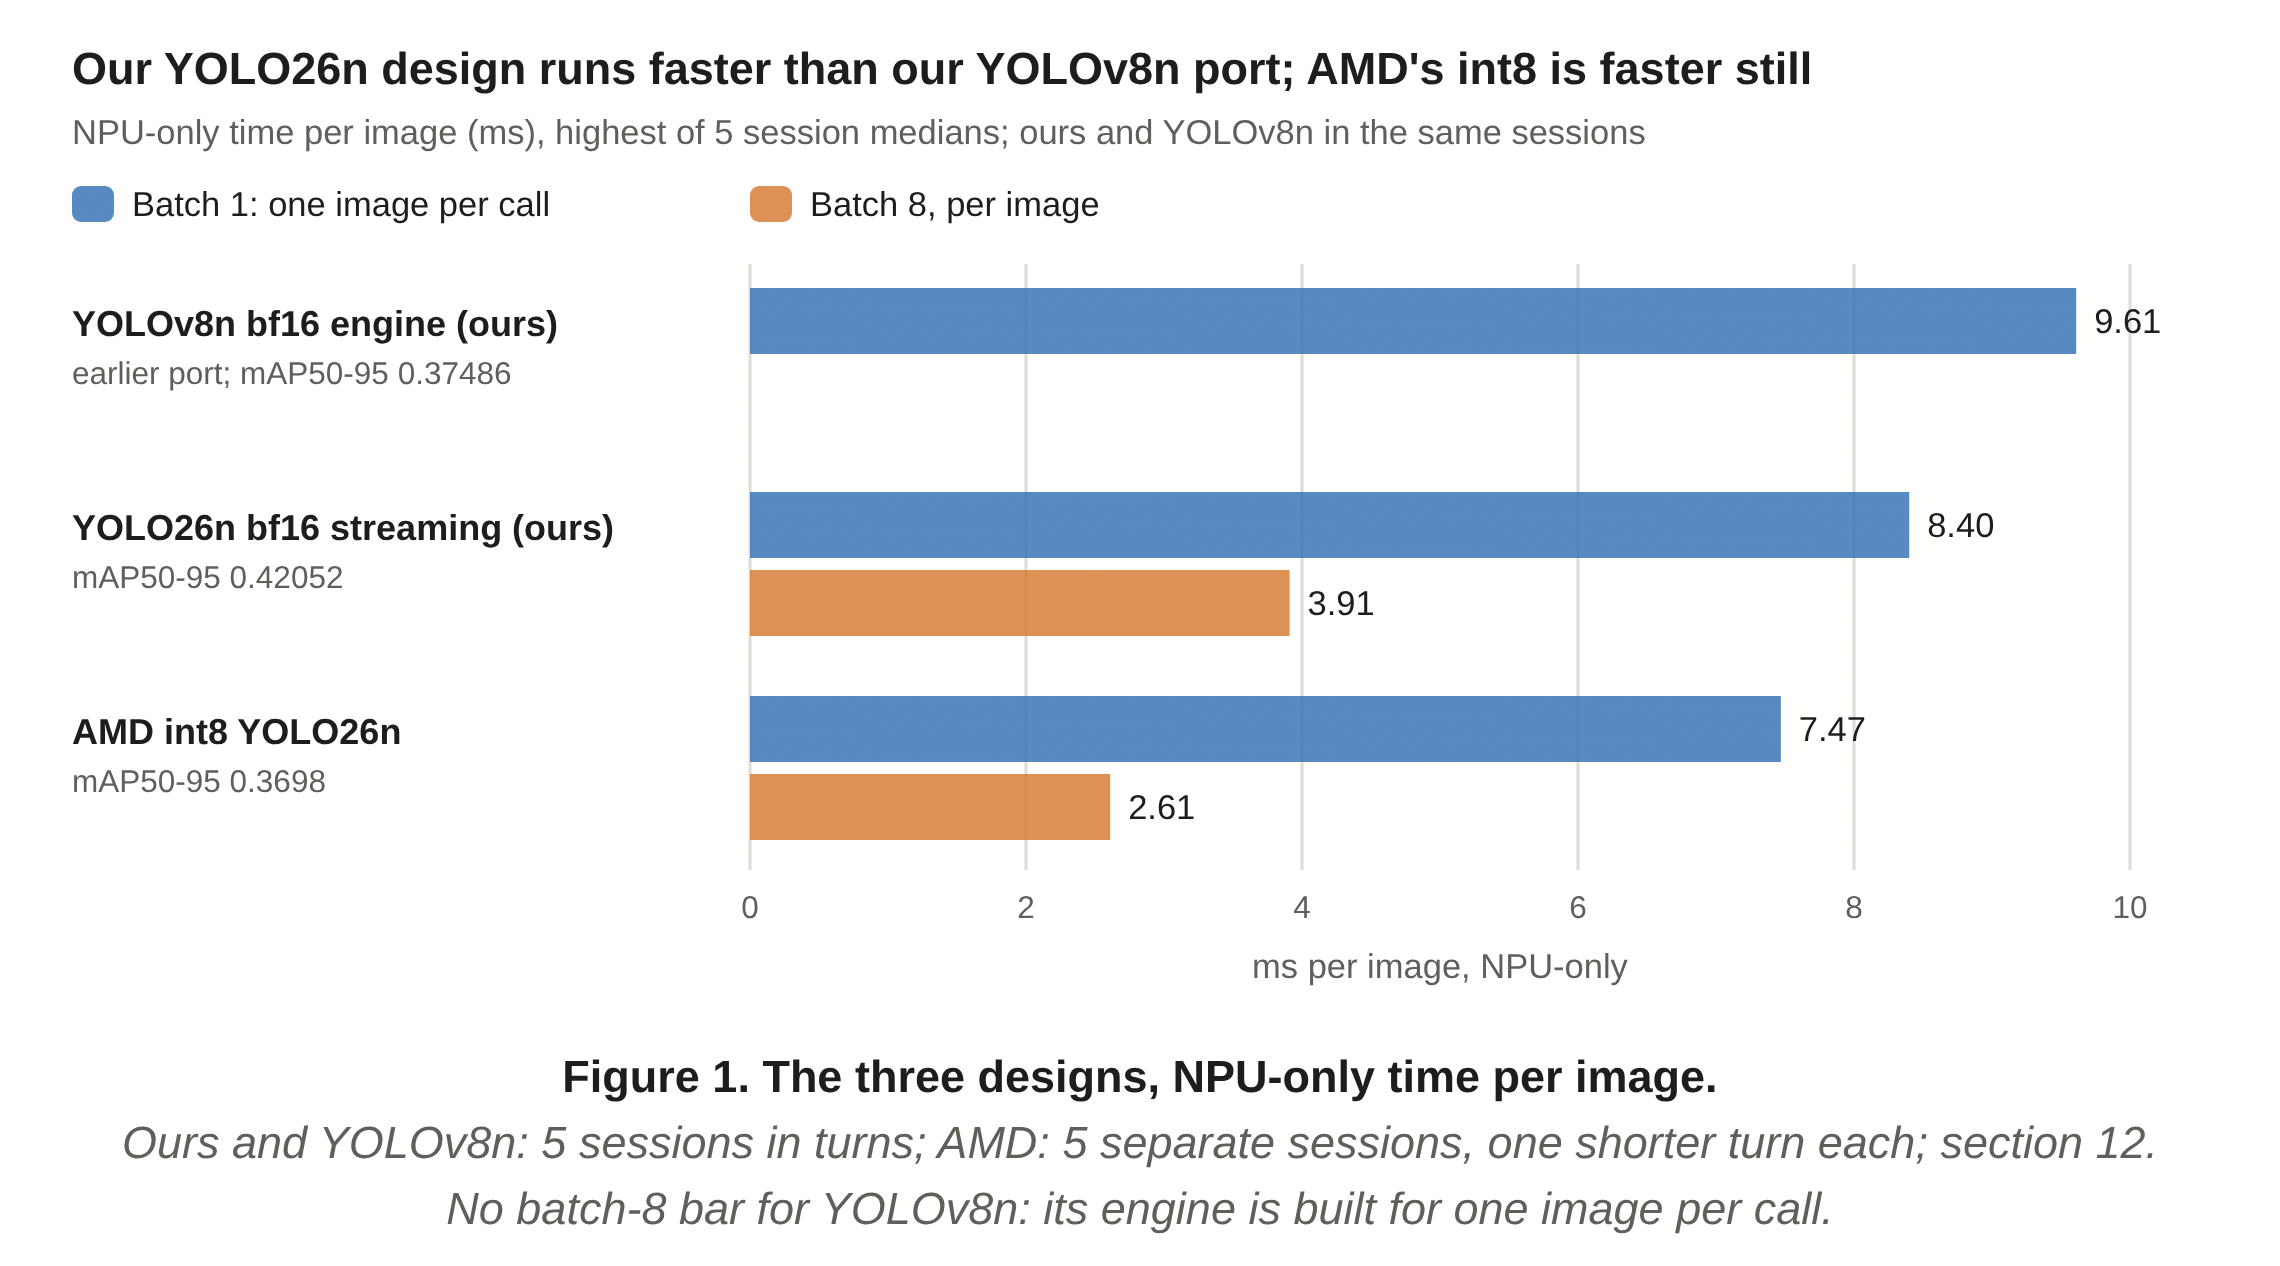 Our YOLO26n design runs faster than our YOLOv8n port; AMD's int8 is faster still
NPU-only time per image (ms), highest of 5 session medians; ours and YOLOv8n in the same sessions
Batch 1: one image per call
Batch 8, per image
YOLOv8n bf16 engine (ours)
earlier port; mAP50-95 0.37486
9.61
YOLO26n bf16 streaming (ours)
mAP50-95 0.42052
8.40
3.91
AMD int8 YOLO26n
mAP50-95 0.3698
7.47
2.61
0 2 4 6 8 10
ms per image, NPU-only
Figure 1. The three designs, NPU-only time per image.
Ours and YOLOv8n: 5 sessions in turns; AMD: 5 separate sessions, one shorter turn each; section 12.
No batch-8 bar for YOLOv8n: its engine is built for one image per call.